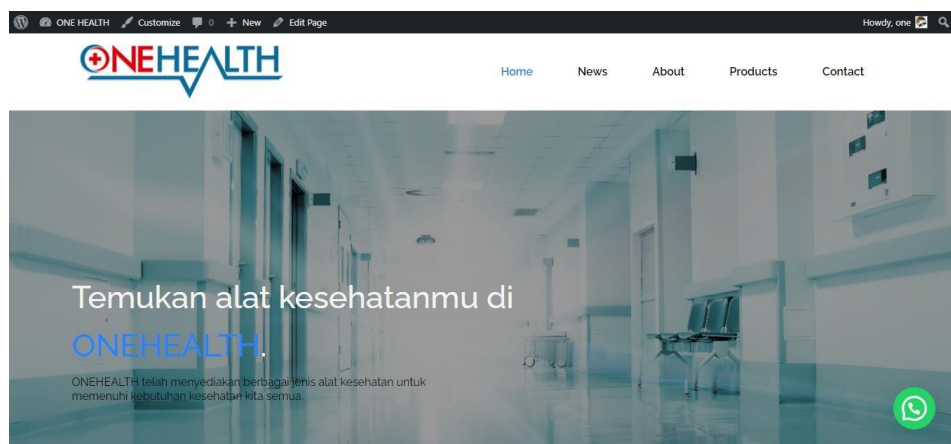 ONE HEALTH Customize 0 New Edit Page Howdy, one
ONEHEALTH
Home News About Products Contact
Temukan alat kesehatanmu di
ONEHEALTH.
ONEHEALTH telah menyediakan berbagai jenis alat kesehatan untuk
memenuhi kebutuhan kesehatan kita semua.